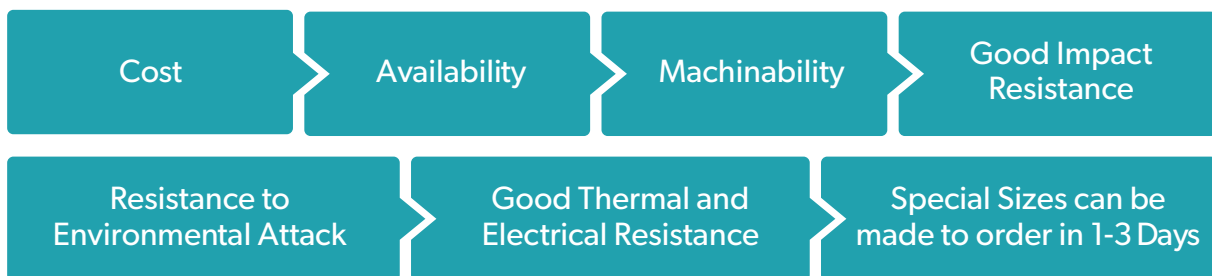 Cost
Availability
Machinability
Good Impact
Resistance
Resistance to
Environmental Attack
Good Thermal and
Electrical Resistance
Special Sizes can be
made to order in 1-3 Days